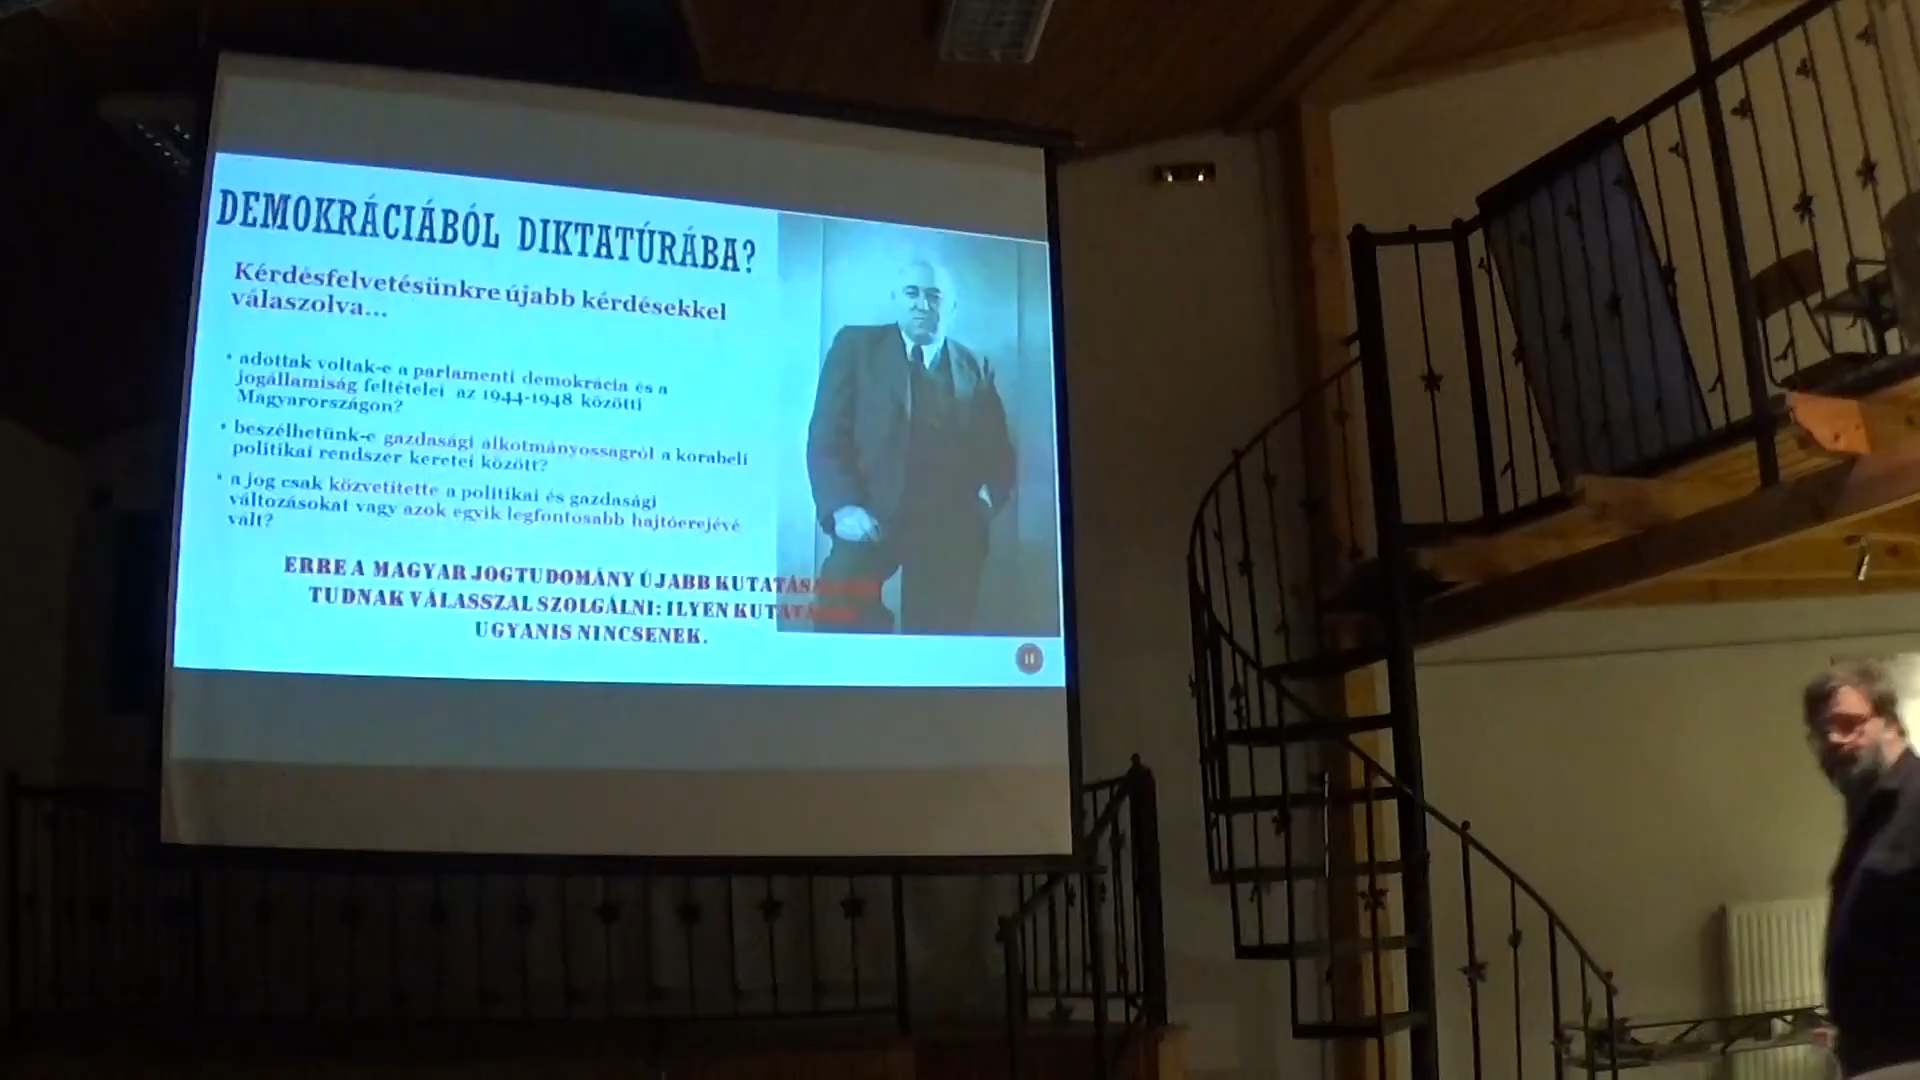 DEMOKRÁCIÁBÓL DIKTATÚRÁBA?
Kérdésfelvetésünkre újabb kérdésekkel
válaszolva...
• adottak voltak-e a parlamenti demokrácia és a
jogállamiság feltételei az 1944-1948 közötti
Magyarországon?
• beszélhetünk-e gazdasági alkotmányosságról a korabeli
politikai rendszer keretei között?
• a jog csak közvetítette a politikai és gazdasági
változásokat vagy azok egyik legfontosabb hajtóerejévé
vált?
ERRE A MAGYAR JOGTUDOMÁNY ÚJABB
TUDNAK VÁLASSZAL SZOLGÁLNI: ILYEN
UGYANIS NINCSENEK.